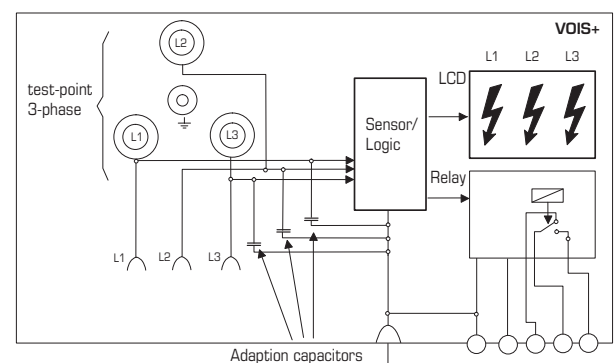 VOIS+
L1 L2 L3
LCD
L2
test-point
3-phase
L1
L3
Sensor/
Logic
Relay
L1
L2
L3
Adaption capacitors